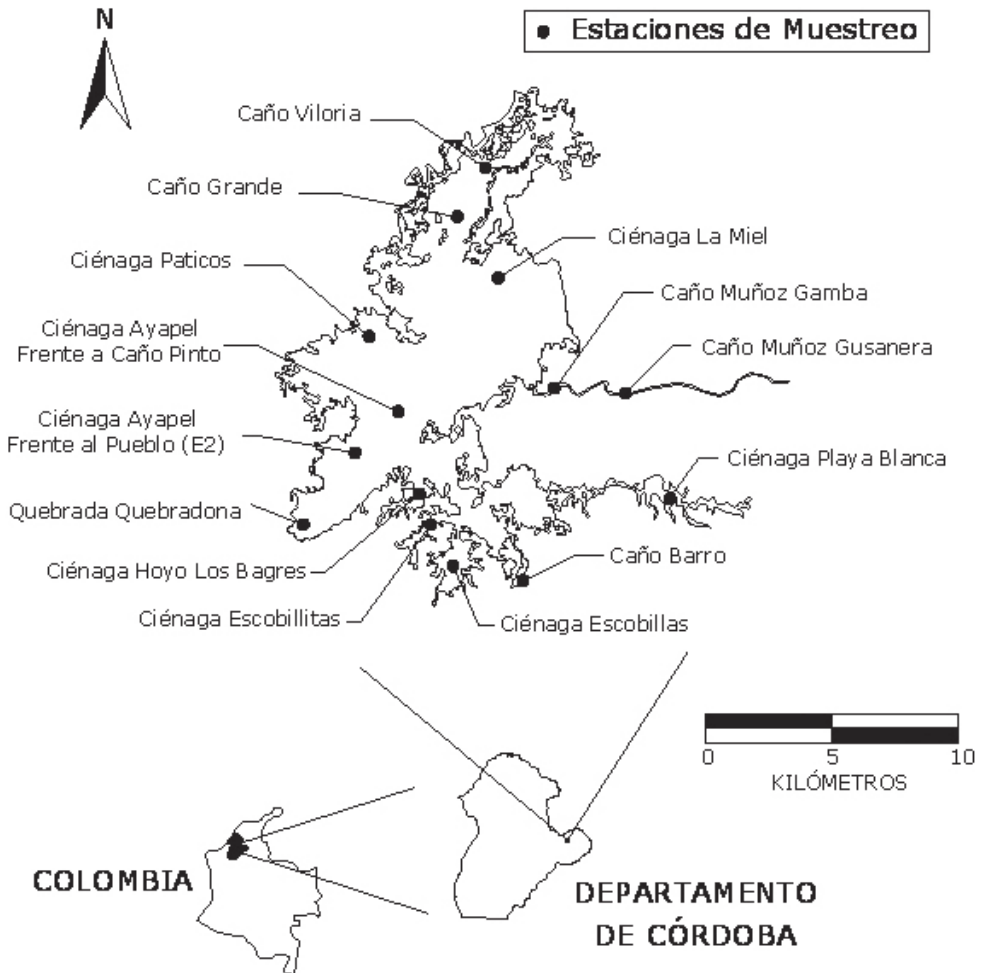 N
Estaciones de Muestreo
Caño Viloria
Caño Grande
Ciénaga La Miel
Ciénaga Paticos
Caño Muñoz Gamba
Ciénaga Ayapel
Frente a Caño Pinto
Caño Muñoz Gusanera
Ciénaga Ayapel
Frente al Pueblo (E2)
Ciénaga Playa Blanca
Quebrada Quebradona
Caño Barro
Ciénaga Hoyo Los Bagres
Ciénaga Escobillitas
Ciénaga Escobillas
0 5 10
KILÓMETROS
COLOMBIA
DEPARTAMENTO
DE CÓRDOBA